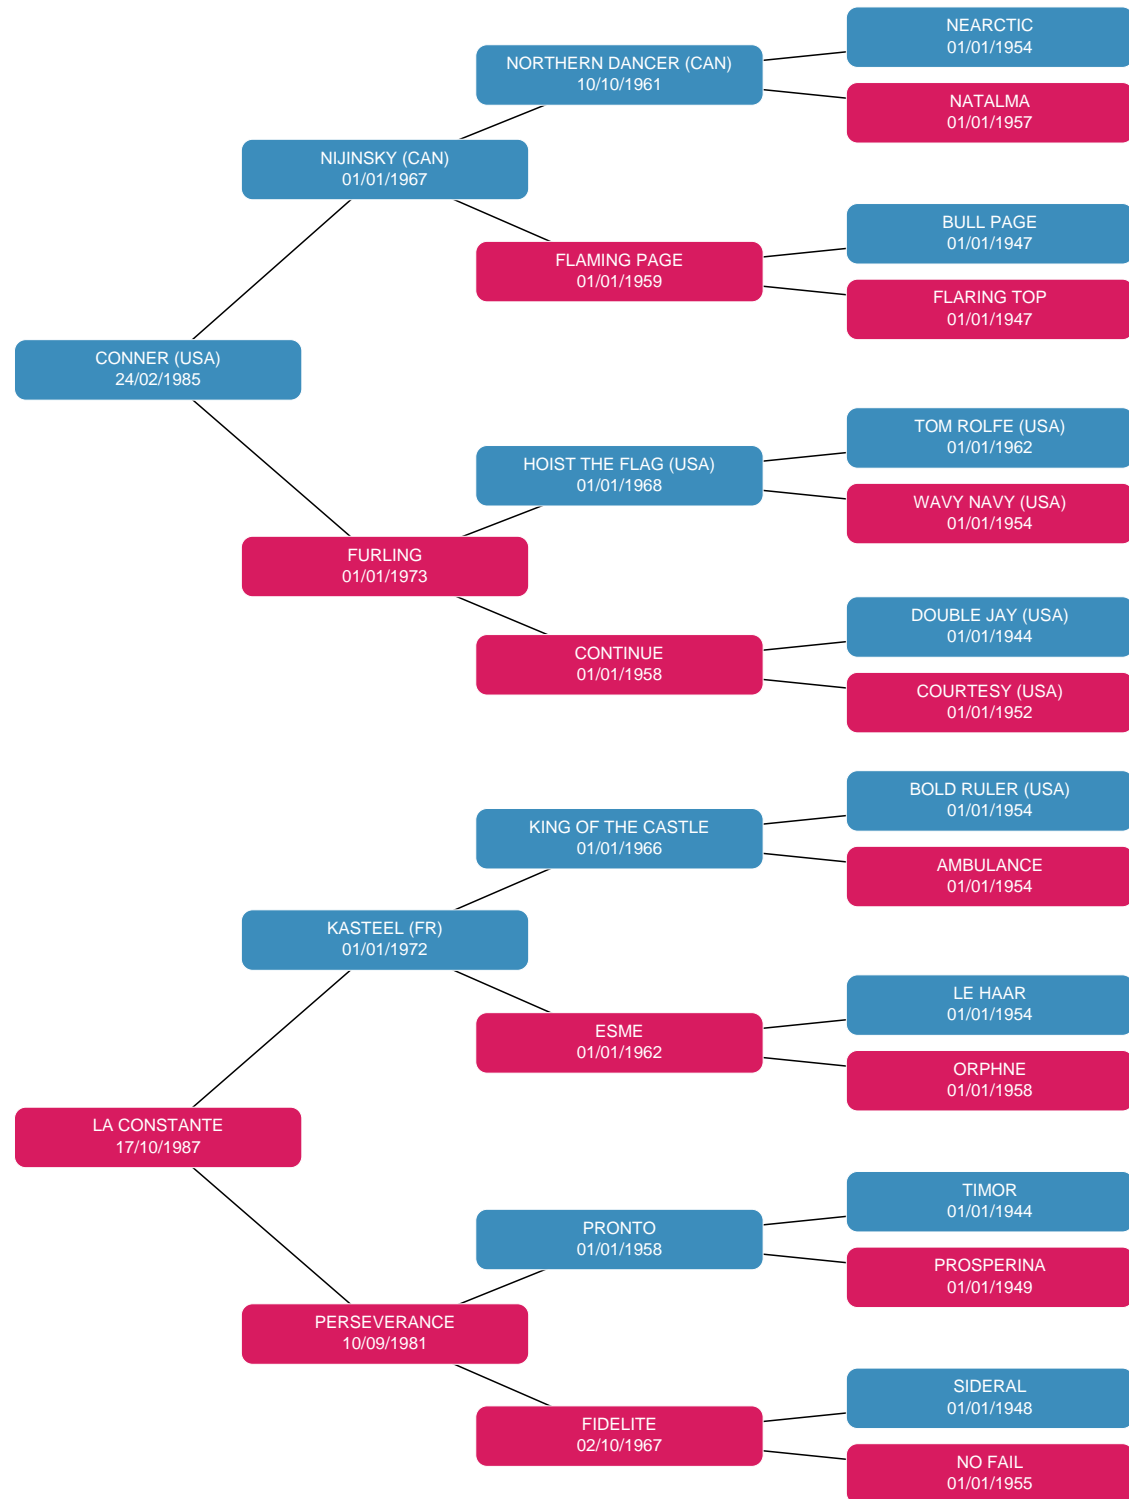 NEARCTIC
01/01/1954
NORTHERN DANCER (CAN)
10/10/1961
NATALMA
01/01/1957
NIJINSKY (CAN)
01/01/1967
BULL PAGE
01/01/1947
FLAMING PAGE
01/01/1959
FLARING TOP
01/01/1947
CONNER (USA)
24/02/1985
TOM ROLFE (USA)
01/01/1962
HOIST THE FLAG (USA)
01/01/1968
WAVY NAVY (USA)
01/01/1954
FURLING
01/01/1973
DOUBLE JAY (USA)
01/01/1944
CONTINUE
01/01/1958
COURTESY (USA)
01/01/1952
BOLD RULER (USA)
01/01/1954
KING OF THE CASTLE
01/01/1966
AMBULANCE
01/01/1954
KASTEEL (FR)
01/01/1972
LE HAAR
01/01/1954
ESME
01/01/1962
ORPHNE
01/01/1958
LA CONSTANTE
17/10/1987
TIMOR
01/01/1944
PRONTO
01/01/1958
PROSPERINA
01/01/1949
PERSEVERANCE
10/09/1981
SIDERAL
01/01/1948
FIDELITE
02/10/1967
NO FAIL
01/01/1955